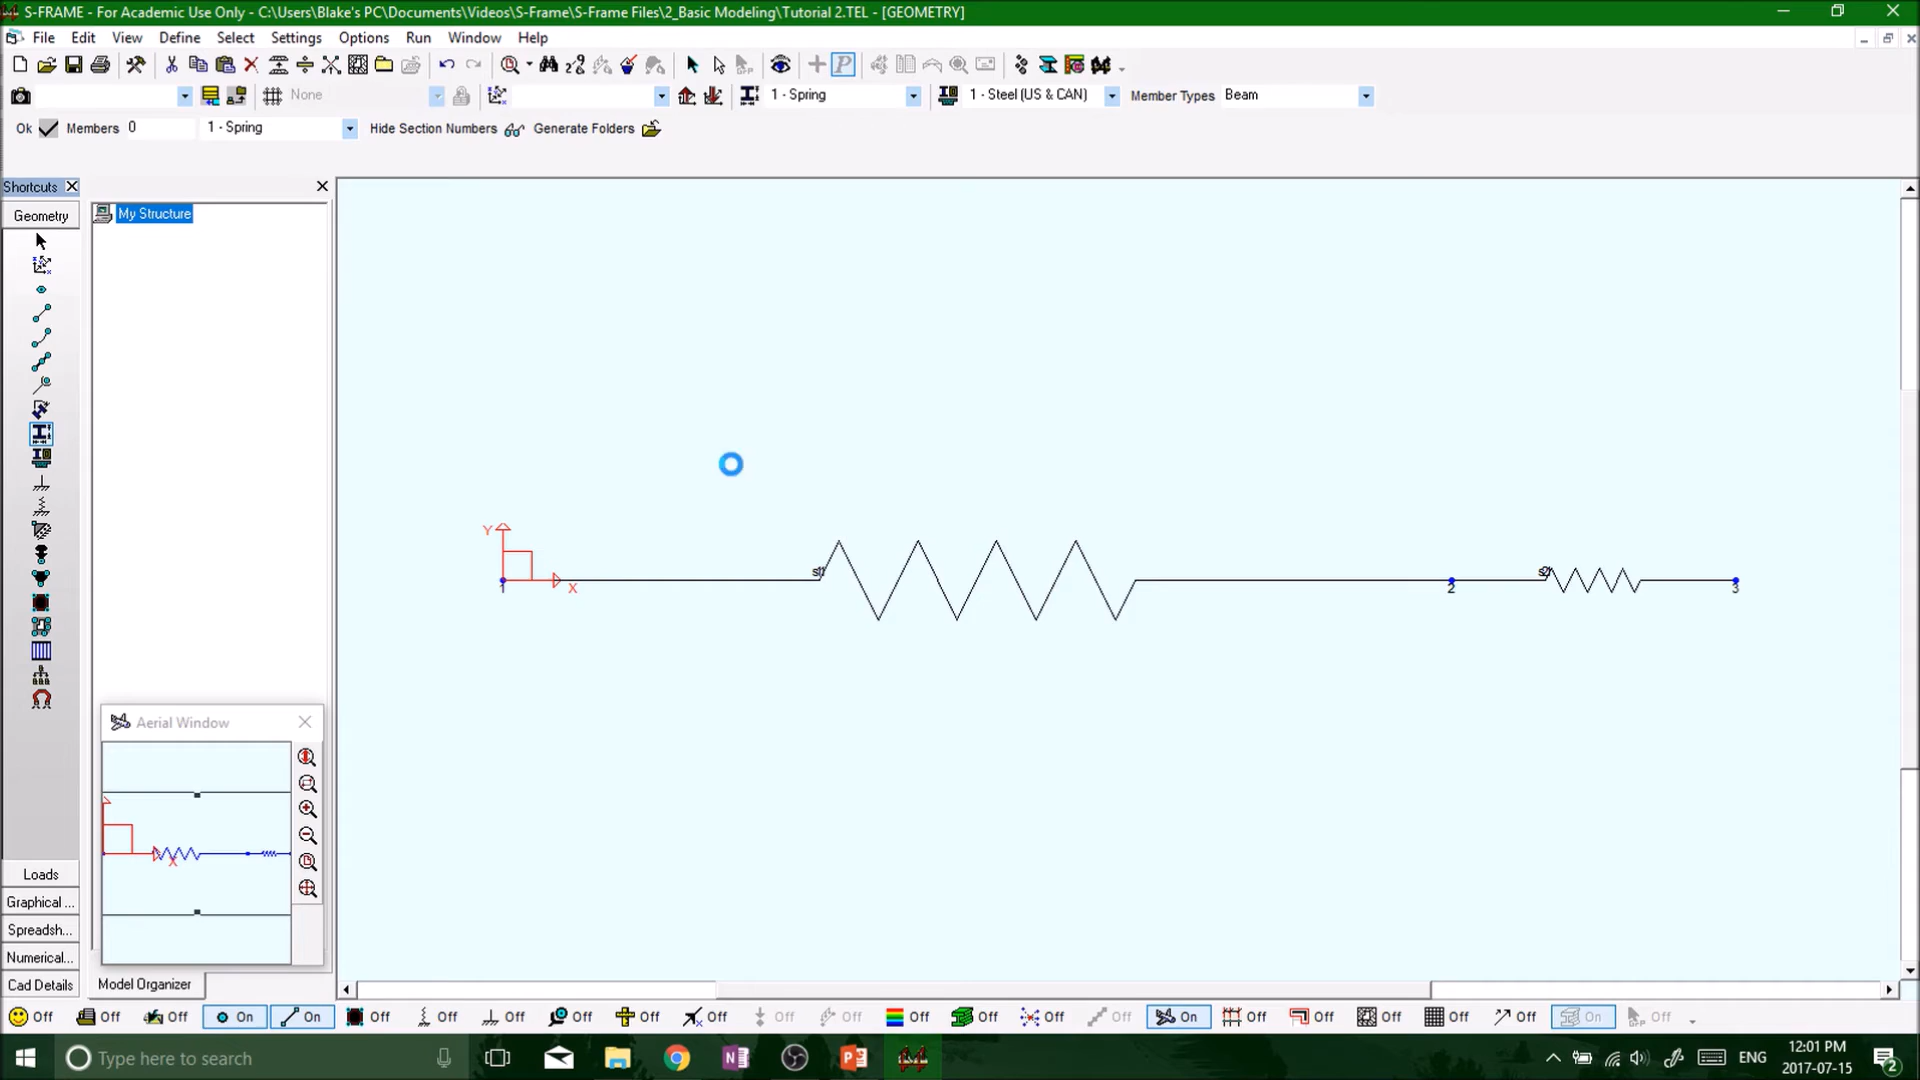 S-FRAME - For Academic Use Only - C:\Users\Blake's PC\Documents\Videos\S-Frame\S-Frame Files\2_Basic Modeling\Tutorial 2.TEL - [GEOMETRY]
File Edit View Define Select Settings Options Run Window Help
None 1 - Spring 1 - Steel (US & CAN) Member Types Beam
Ok Members 0 1 - Spring Hide Section Numbers Generate Folders
Shortcuts
Geometry
My Structure
Y
X
1
s1
2
s2
3
Aerial Window
X
Loads
Graphical ...
Spreadsh...
Numerical...
Cad Details
Model Organizer
Off Off Off On On Off Off Off Off Off Off Off Off Off Off Off Off On Off Off Off Off Off On Off
Type here to search
ENG
12:01 PM
2017-07-15
2